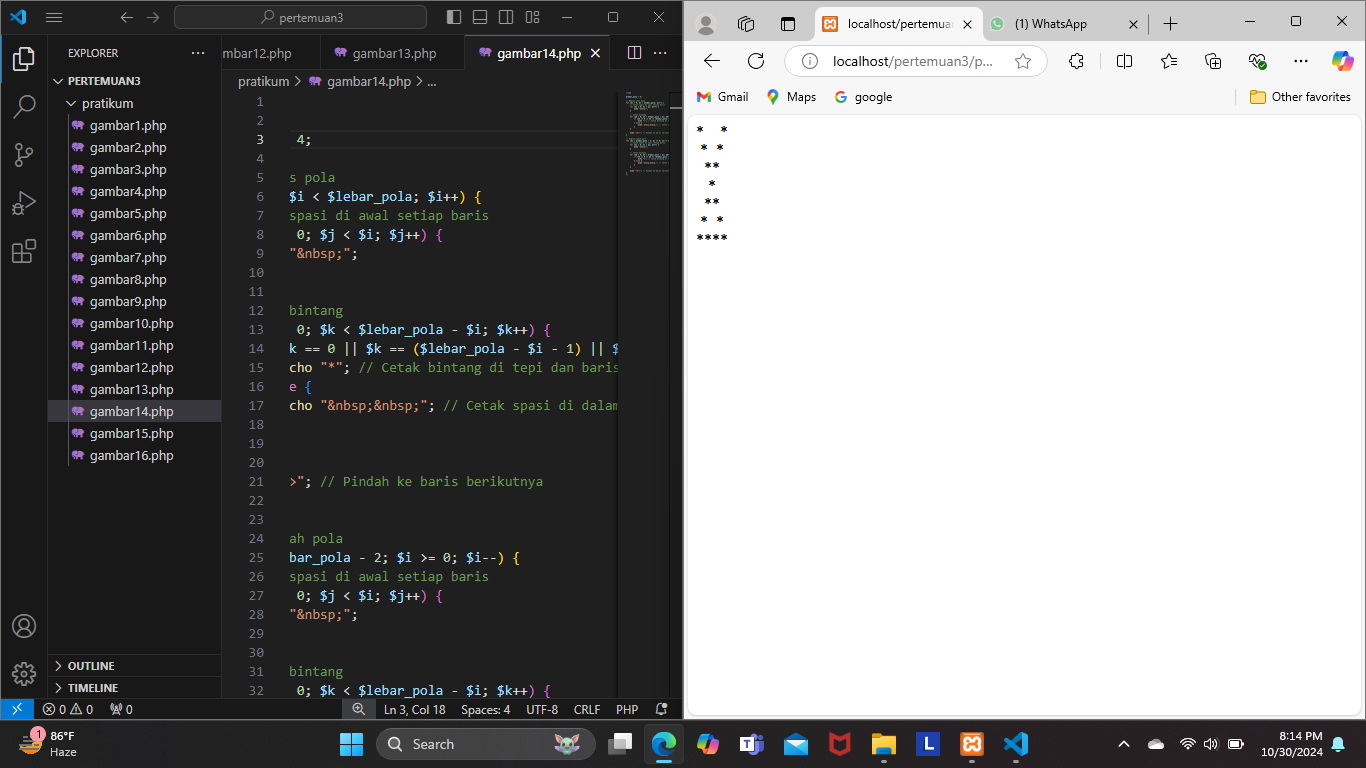 pertemuan3
EXPLORER
PERTEMUAN3
pratikum
gambar1.php
gambar2.php
gambar3.php
gambar4.php
gambar5.php
gambar6.php
gambar7.php
gambar8.php
gambar9.php
gambar10.php
gambar11.php
gambar12.php
gambar13.php
gambar14.php
gambar15.php
gambar16.php
OUTLINE
TIMELINE
mbar12.php gambar13.php gambar14.php
pratikum > gambar14.php > ...
1
2
3 4;
4
5 s pola
6 $i < $lebar_pola; $i++) {
7 spasi di awal setiap baris
8 0; $j < $i; $j++) {
9 "&nbsp;";
10
11
12 bintang
13 0; $k < $lebar_pola - $i; $k++) {
14 k == 0 || $k == ($lebar_pola - $i - 1) || $
15 cho "*"; // Cetak bintang di tepi dan baris
16 e {
17 cho "&nbsp;&nbsp;"; // Cetak spasi di dalam
18
19
20
21 >"; // Pindah ke baris berikutnya
22
23
24 ah pola
25 bar_pola - 2; $i >= 0; $i--) {
26 spasi di awal setiap baris
27 0; $j < $i; $j++) {
28 "&nbsp;";
29
30
31 bintang
32 0; $k < $lebar_pola - $i; $k++) {
0 0 0 Ln 3, Col 18 Spaces: 4 UTF-8 CRLF PHP
localhost/pertemuan (1) WhatsApp
localhost/pertemuan3/p...
Gmail Maps google Other favorites
*  *
* *
**
*
**
* *
****
1
86°F
Haze
Search
L
8:14 PM
10/30/2024